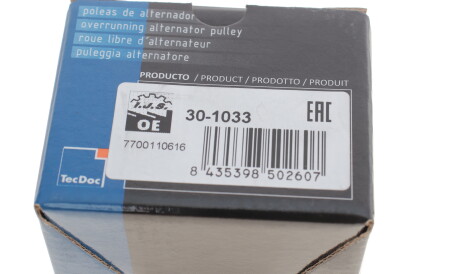 poleas de alternador
overrunning alternator pulley
roue libre d'alternateur
puleggia alternatore
PRODUCTO / PRODUCT / PRODOTTO / PRODUIT
I.J.S.
OE
30-1033
EAC
7700110616
8 435398 502607
TecDoc